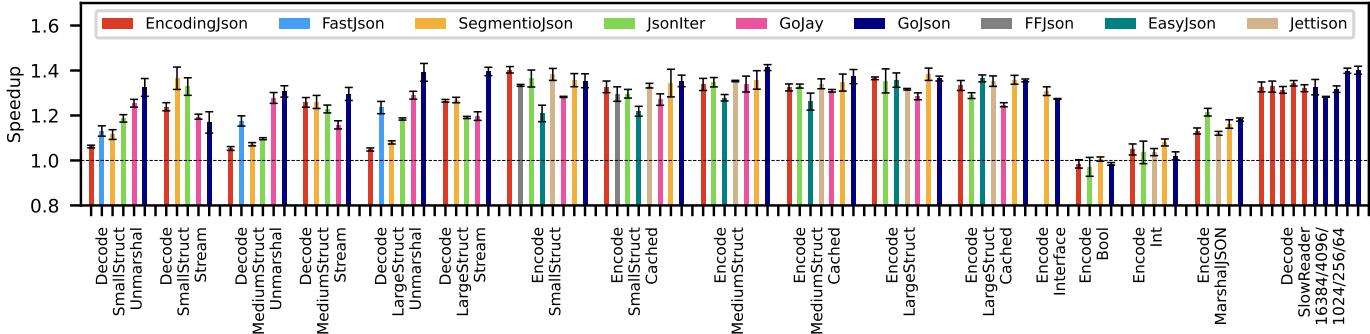 EncodingJson FastJson SegmentioJson JsonIter GoJay GoJson FFJson EasyJson Jettison
Speedup
1.6
1.4
1.2
1.0
0.8
Decode
SmallStruct
Unmarshal
Decode
SmallStruct
Stream
Decode
MediumStruct
Unmarshal
Decode
MediumStruct
Stream
Decode
LargeStruct
Unmarshal
Decode
LargeStruct
Stream
Encode
SmallStruct
Encode
SmallStruct
Cached
Encode
MediumStruct
Encode
MediumStruct
Cached
Encode
LargeStruct
Encode
LargeStruct
Cached
Encode
Interface
Encode
Bool
Encode
Int
Encode
MarshalJSON
Decode
SlowReader
16384/4096/
1024/256/64